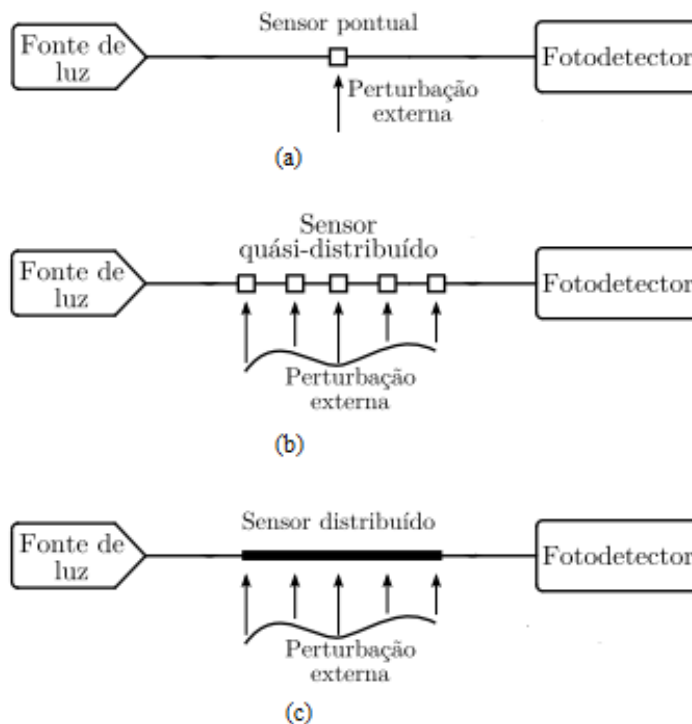 Sensor pontual
Fonte de
luz
Fotodetector
Perturbação
externa
(a)
Sensor
quási-distribuído
Fonte de
luz
Fotodetector
Perturbação
externa
(b)
Sensor distribuído
Fonte de
luz
Fotodetector
Perturbação
externa
(c)